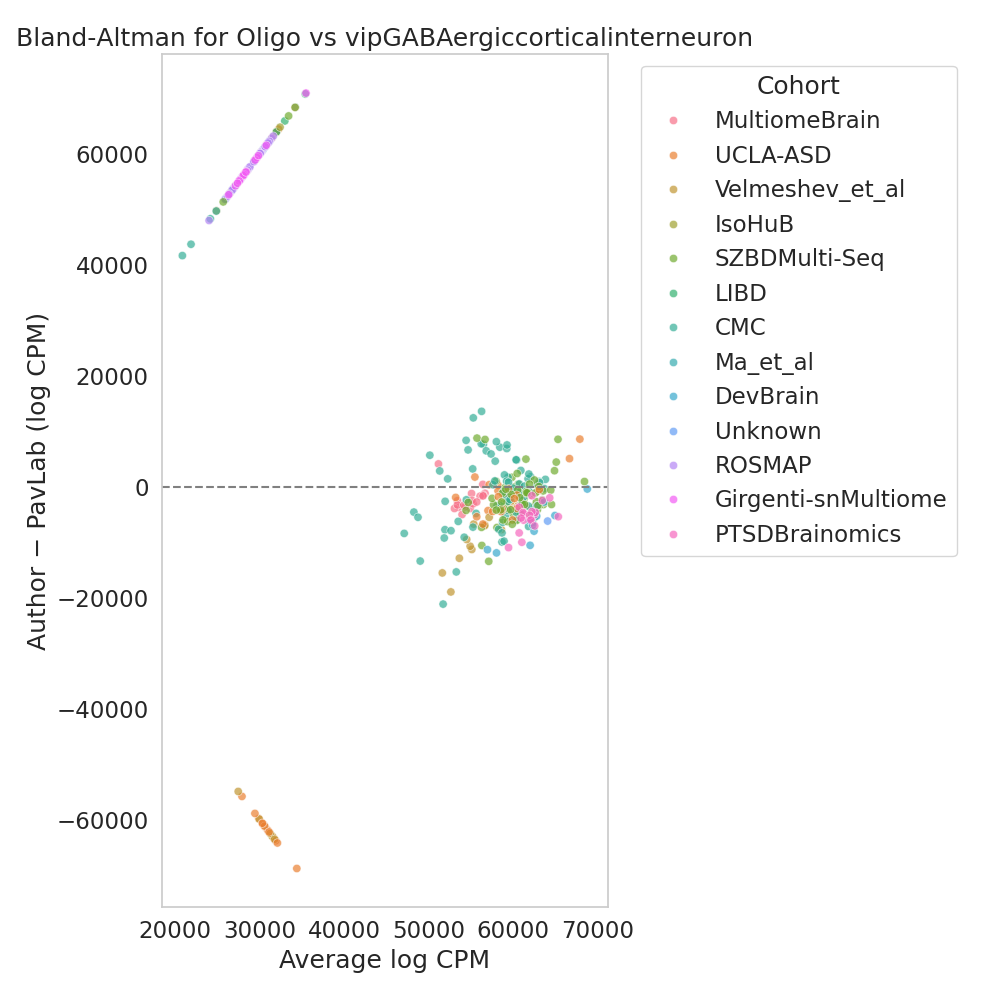 Bland-Altman for Oligo vs vipGABAergiccorticalinterneuron
Author − PavLab (log CPM)
60000
40000
20000
0
−20000
−40000
−60000
20000 30000 40000 50000 60000 70000
Average log CPM
Cohort
MultiomeBrain
UCLA-ASD
Velmeshev_et_al
IsoHuB
SZBDMulti-Seq
LIBD
CMC
Ma_et_al
DevBrain
Unknown
ROSMAP
Girgenti-snMultiome
PTSDBrainomics